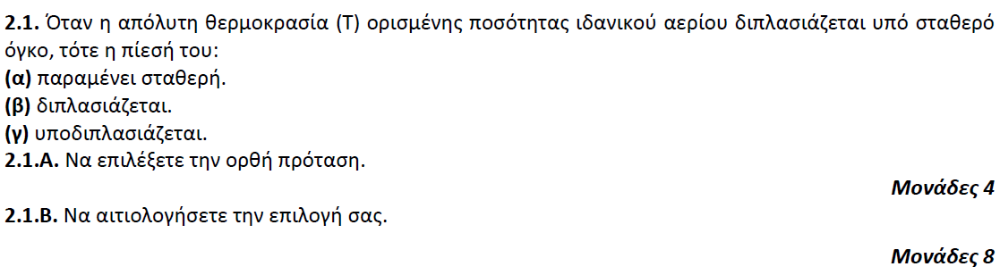 2.1. Όταν η απόλυτη θερμοκρασία (Τ) ορισμένης ποσότητας ιδανικού αερίου διπλασιάζεται υπό σταθερό
όγκο, τότε η πίεσή του:
(α) παραμένει σταθερή.
(β) διπλασιάζεται.
(γ) υποδιπλασιάζεται.
2.1.Α. Να επιλέξετε την ορθή πρόταση.
Μονάδες 4
2.1.Β. Να αιτιολογήσετε την επιλογή σας.
Μονάδες 8